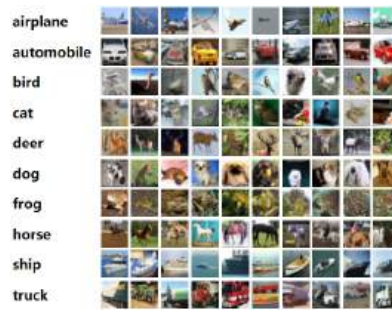 airplane
automobile
bird
cat
deer
dog
frog
horse
ship
truck